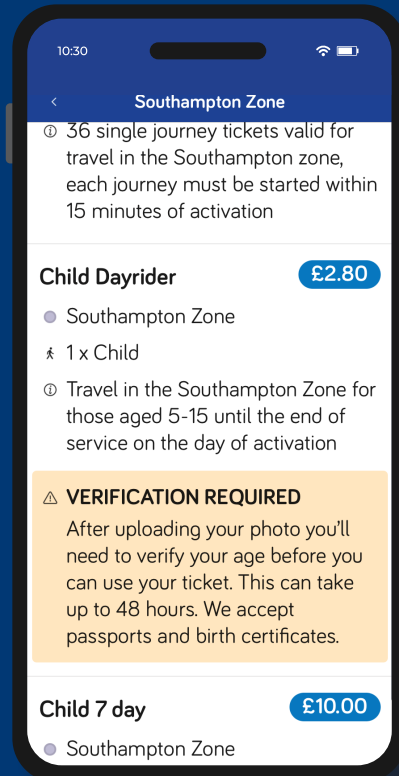 10:30
Southampton Zone
36 single journey tickets valid for
travel in the Southampton zone,
each journey must be started within
15 minutes of activation
Child Dayrider £2.80
Southampton Zone
1 x Child
Travel in the Southampton Zone for
those aged 5-15 until the end of
service on the day of activation
VERIFICATION REQUIRED
After uploading your photo you'll
need to verify your age before you
can use your ticket. This can take
up to 48 hours. We accept
passports and birth certificates.
Child 7 day £10.00
Southampton Zone